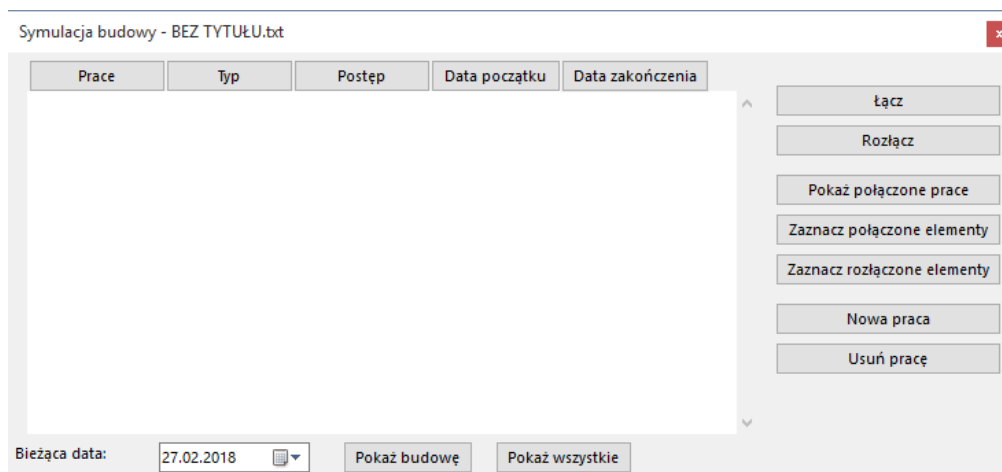 Symulacja budowy - BEZ TYTUŁU.txt
x
Prace Typ Postęp Data początku Data zakończenia
Łącz
Rozłącz
Pokaż połączone prace
Zaznacz połączone elementy
Zaznacz rozłączone elementy
Nowa praca
Usuń pracę
Bieżąca data: 27.02.2018 Pokaż budowę Pokaż wszystkie